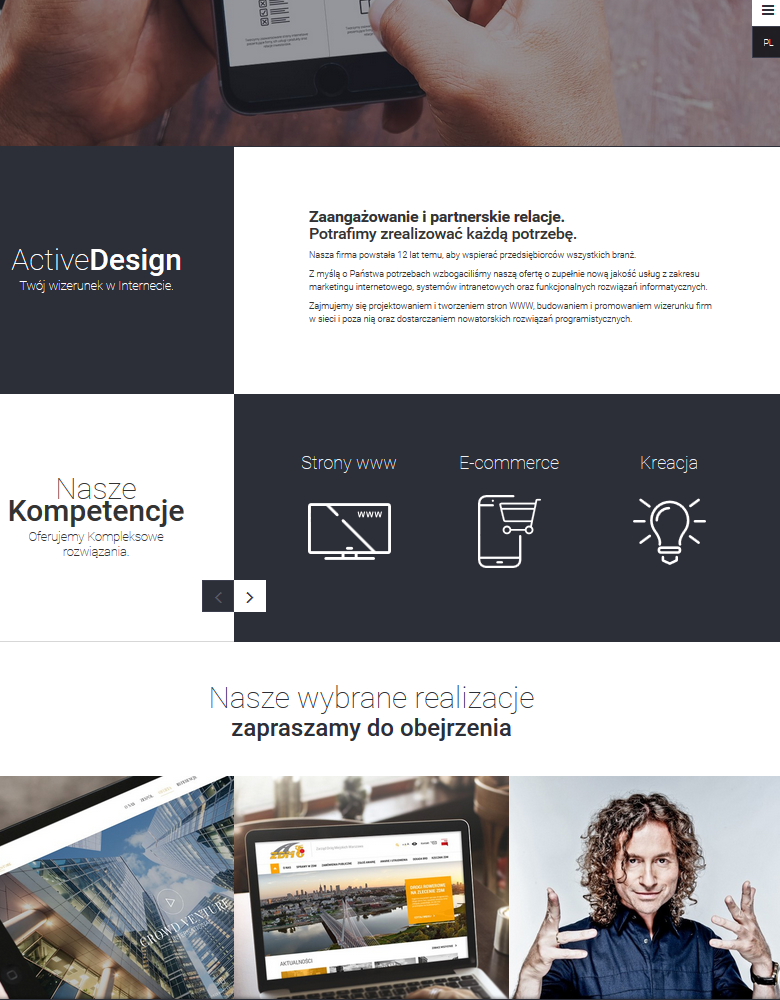 PL
Zaangażowanie i partnerskie relacje.
Potrafimy zrealizować każdą potrzebę.
ActiveDesign
Twój wizerunek w Internecie.
Nasza firma powstała 12 lat temu, aby wspierać przedsiębiorców wszystkich branż.
Z myślą o Państwa potrzebach wzbogaciliśmy naszą ofertę o zupełnie nową jakość usług z zakresu
marketingu internetowego, systemów intranetowych oraz funkcjonalnych rozwiązań informatycznych.
Zajmujemy się projektowaniem i tworzeniem stron WWW, budowaniem i promowaniem wizerunku firm
w sieci i poza nią oraz dostarczaniem nowatorskich rozwiązań programistycznych.
Nasze
Kompetencje
Oferujemy Kompleksowe
rozwiązania.
Strony www
E-commerce
Kreacja
WWW
Nasze wybrane realizacje
zapraszamy do obejrzenia
CROWD VENTURE
AKTUALNOŚCI